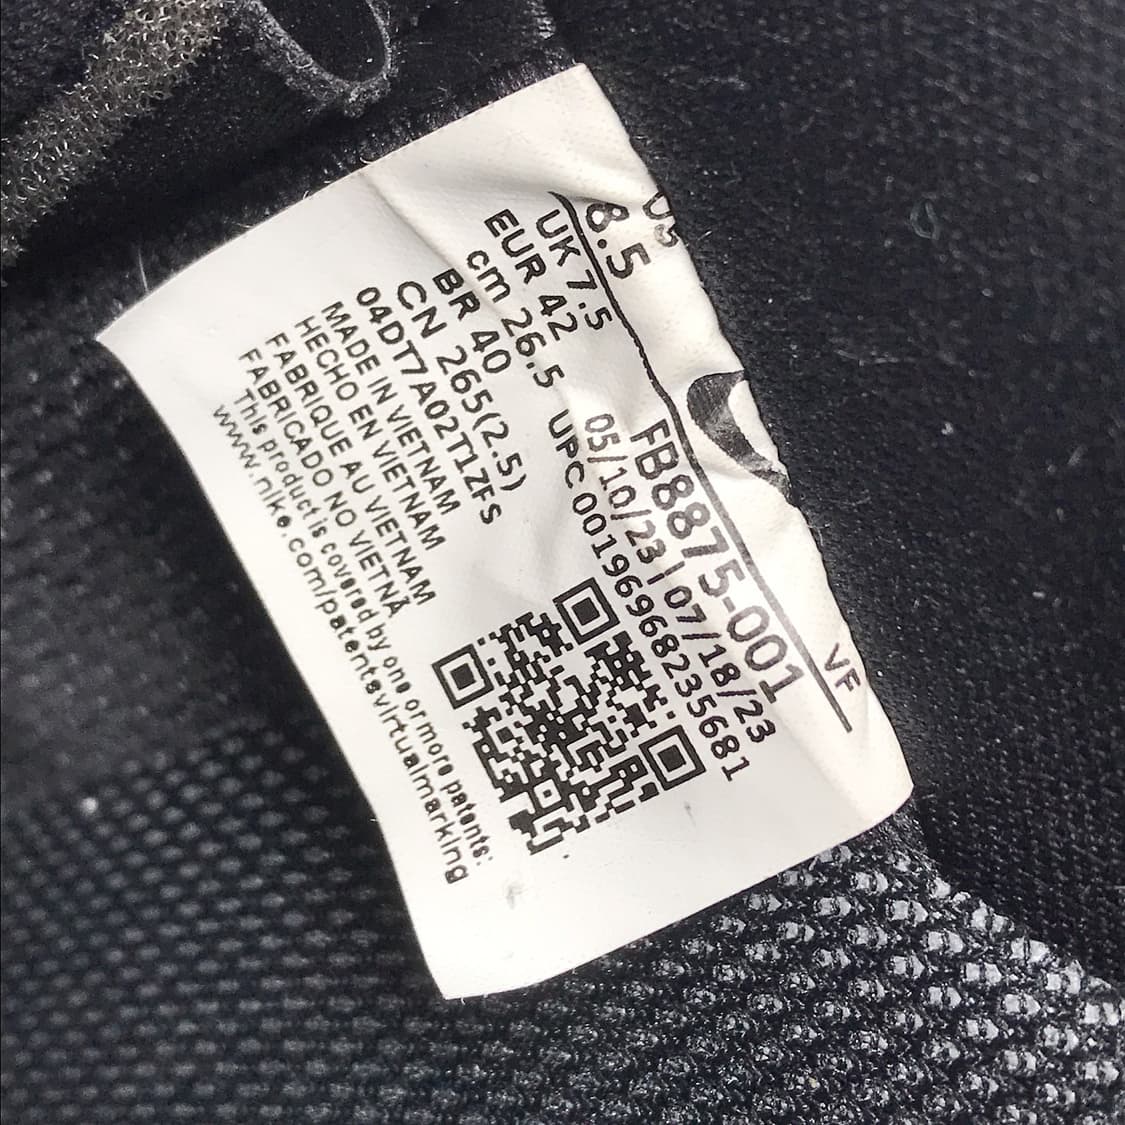 US
8.5
VF
UK 7.5
EUR 42
cm 26.5
BR 40
CN 265(2.5)
FB8875-001
05/10/23 | 07/18/23
UPC 00196968235681
04DT7A02T1ZFS
MADE IN VIETNAM
HECHO EN VIETNAM
FABRIQUE AU VIETNAM
FABRICADO NO VIETNÃ
This product is covered by one or more patents:
www.nike.com/patentsvirtualmarking